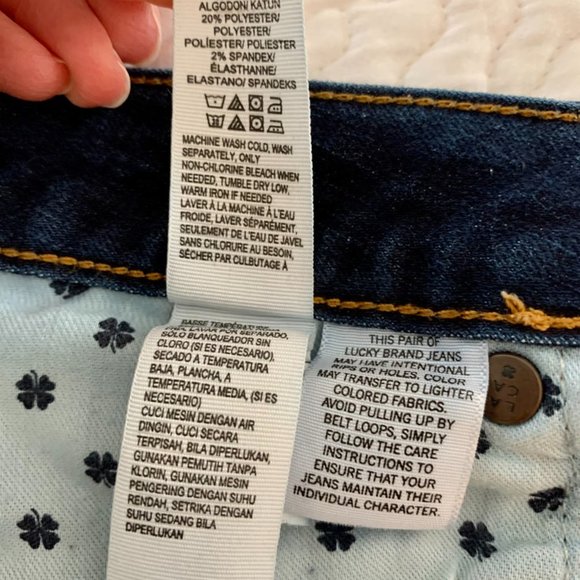 ALGODON/ KATUN
20% POLYESTER/
POLYESTER/
POLÍESTER/ POLIESTER
2% SPANDEX/
ÉLASTHANNE/
ELASTANO/ SPANDEKS
MACHINE WASH COLD, WASH
SEPARATELY, ONLY
NON-CHLORINE BLEACH WHEN
NEEDED, TUMBLE DRY LOW,
WARM IRON IF NEEDED
LAVER À LA MACHINE À L'EAU
FROIDE, LAVER SÉPARÉMENT,
SEULEMENT DE L'EAU DE JAVEL
SANS CHLORURE AU BESOIN,
SÉCHER PAR CULBUTAGE À
BASSE TEMPÉRATURE
LAVAR POR SEPARADO,
SOLO BLANQUEADOR SIN
CLORO (SI ES NECESARIO).
SECADO A TEMPERATURA
BAJA, PLANCHA, A
TEMPERATURA MEDIA, (SI ES
NECESARIO)
CUCI MESIN DENGAN AIR
DINGIN, CUCI SECARA
TERPISAH, BILA DIPERLUKAN,
GUNAKAN PEMUTIH TANPA
KLORIN, GUNAKAN MESIN
PENGERING DENGAN SUHU
RENDAH, SETRIKA DENGAN
SUHU SEDANG BILA
DIPERLUKAN
THIS PAIR OF
LUCKY BRAND JEANS
MAY HAVE INTENTIONAL
RIPS OR HOLES. COLOR
MAY TRANSFER TO LIGHTER
COLORED FABRICS.
AVOID PULLING UP BY
BELT LOOPS, SIMPLY
FOLLOW THE CARE
INSTRUCTIONS TO
ENSURE THAT YOUR
JEANS MAINTAIN THEIR
INDIVIDUAL CHARACTER.